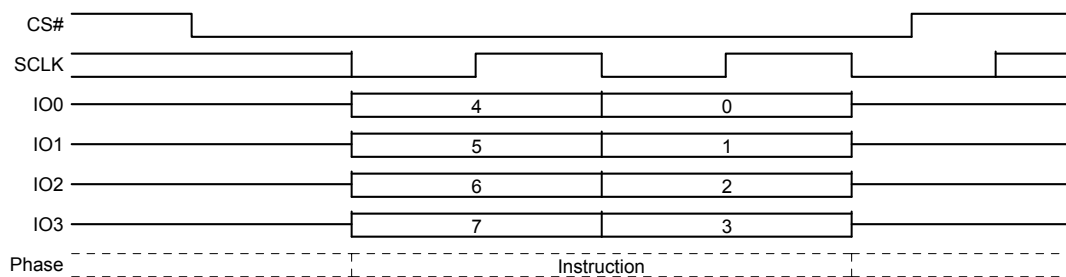 CS#
SCLK
IO0 4 0
IO1 5 1
IO2 6 2
IO3 7 3
Phase Instruction